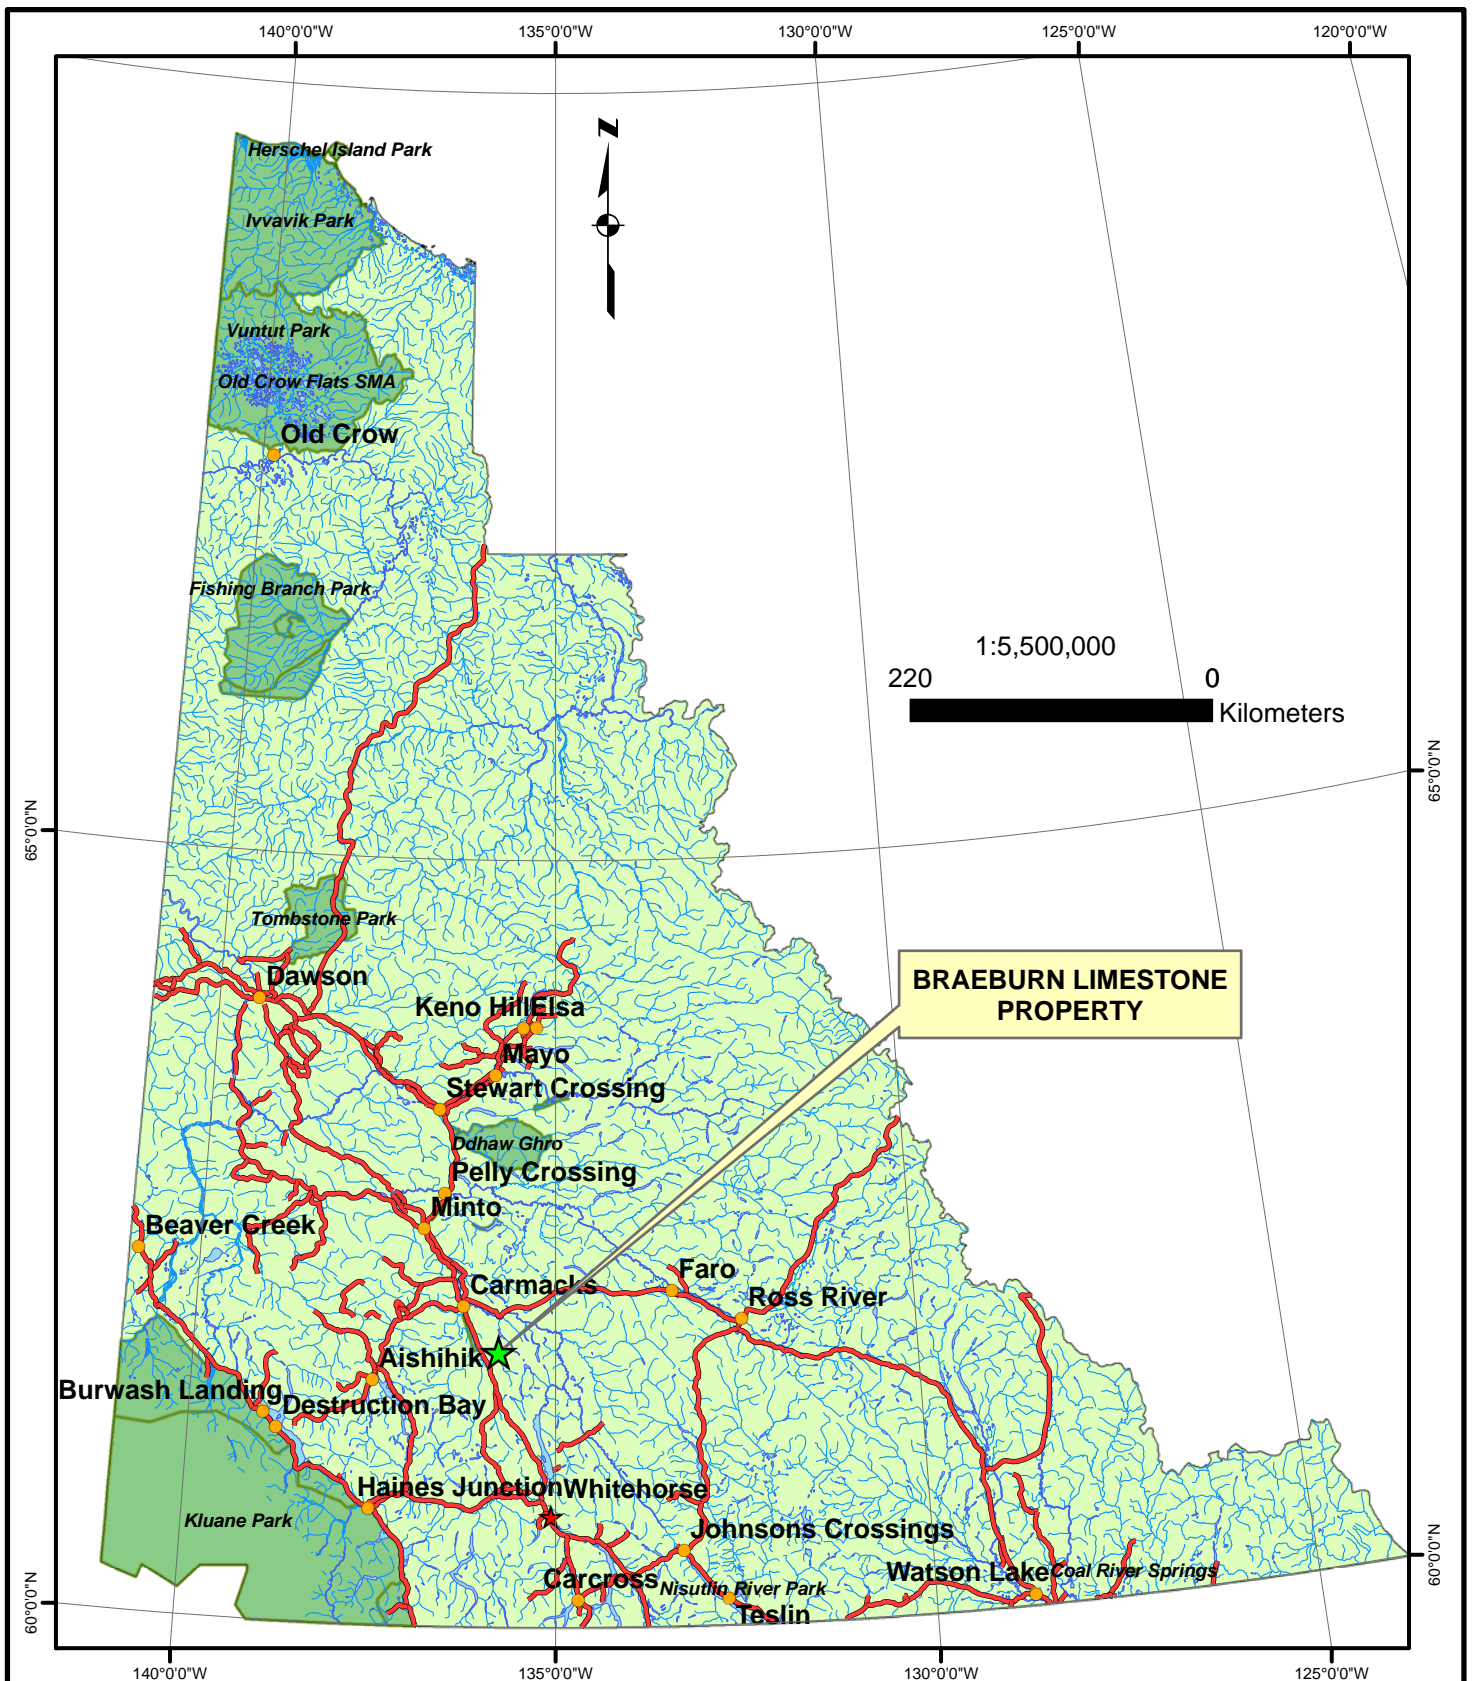 140°0'0"W
135°0'0"W
130°0'0"W
125°0'0"W
120°0'0"W
N
Herschel Island Park
Ivvavik Park
Vuntut Park
Old Crow Flats SMA
Old Crow
Fishing Branch Park
1:5,500,000
220 0
Kilometers
65°0'0"N
65°0'0"N
Tombstone Park
Dawson
BRAEBURN LIMESTONE
PROPERTY
Keno Hill
Elsa
Mayo
Stewart Crossing
Ddhaw Ghro
Pelly Crossing
Minto
Beaver Creek
Faro
Carmacks
Ross River
Aishihik
Burwash Landing
Destruction Bay
Haines Junction
Whitehorse
Kluane Park
Johnsons Crossings
Watson Lake
Coal River Springs
Carcross
Nisutlin River Park
Teslin
60°0'0"N
60°0'0"N
140°0'0"W
135°0'0"W
130°0'0"W
125°0'0"W